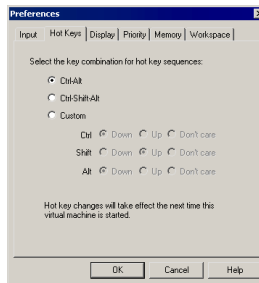 Preferences
Input Hot Keys Display Priority Memory Workspace
Select the key combination for hot key sequences:
Ctrl-Alt
Ctrl-Shift-Alt
Custom
Ctrl Down Up Don't care
Shift Down Up Don't care
Alt Down Up Don't care
Hot key changes will take effect the next time this
virtual machine is started.
OK Cancel Help